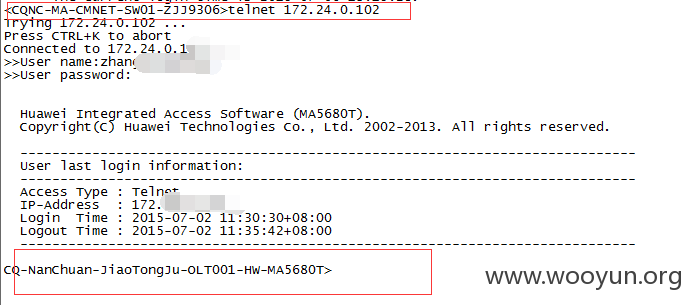 <CQNC-MA-CMNET-SW01-ZJJ9306>telnet 172.24.0.102
Trying 172.24.0.102 ...
Press CTRL+K to abort
Connected to 172.24.0.1
>>User name:zhang
>>User password:
Huawei Integrated Access Software (MA5680T).
Copyright(C) Huawei Technologies Co., Ltd. 2002-2013. All rights reserved.
-----------------------------------------------------------------------------
User last login information:
-----------------------------------------------------------------------------
Access Type : Telnet
IP-Address : 172.
Login Time : 2015-07-02 11:30:30+08:00
Logout Time : 2015-07-02 11:35:42+08:00
-----------------------------------------------------------------------------
CQ-NanChuan-JiaoTongJu-OLT001-HW-MA5680T>
www.wooyun.org